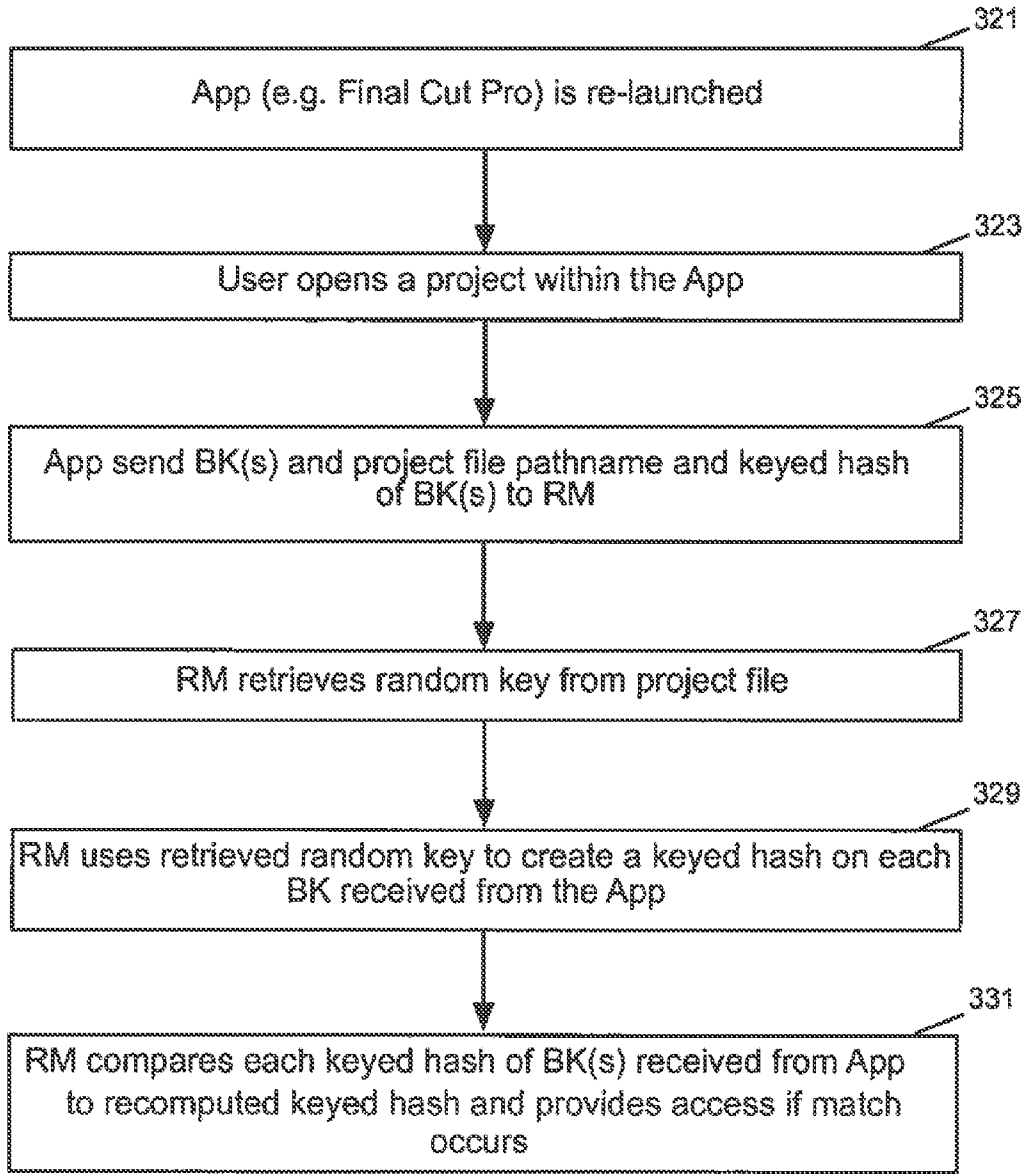 321
App (e.g. Final Cut Pro) is re-launched
323
User opens a project within the App
325
App send BK(s) and project file pathname and keyed hash
of BK(s) to RM
327
RM retrieves random key from project file
329
RM uses retrieved random key to create a keyed hash on each
BK received from the App
331
RM compares each keyed hash of BK(s) received from App
to recomputed keyed hash and provides access if match
occurs